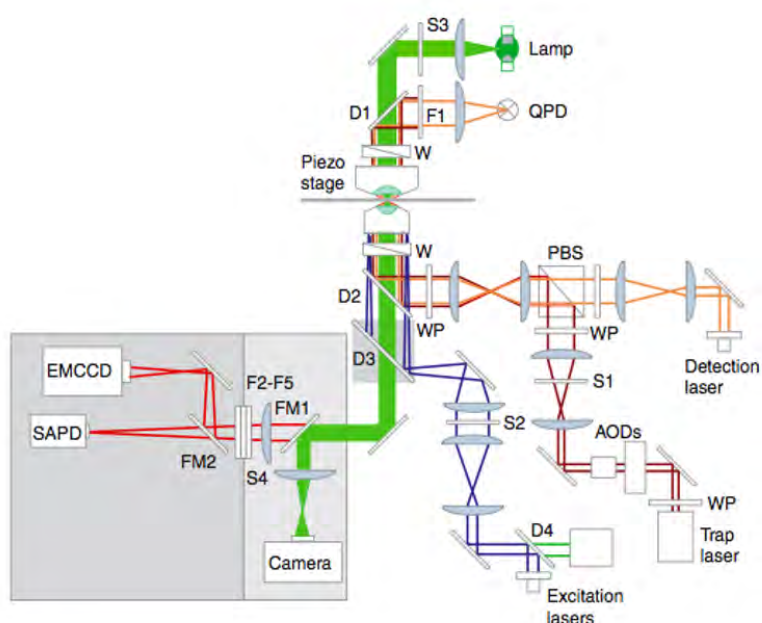 S3
Lamp
D1
F1
QPD
W
Piezo
stage
W
PBS
D2
WP
WP
D3
Detection
laser
EMCCD
F2-F5
S1
FM1
S2
SAPD
AODs
FM2
S4
WP
D4
Trap
laser
Camera
Excitation
lasers